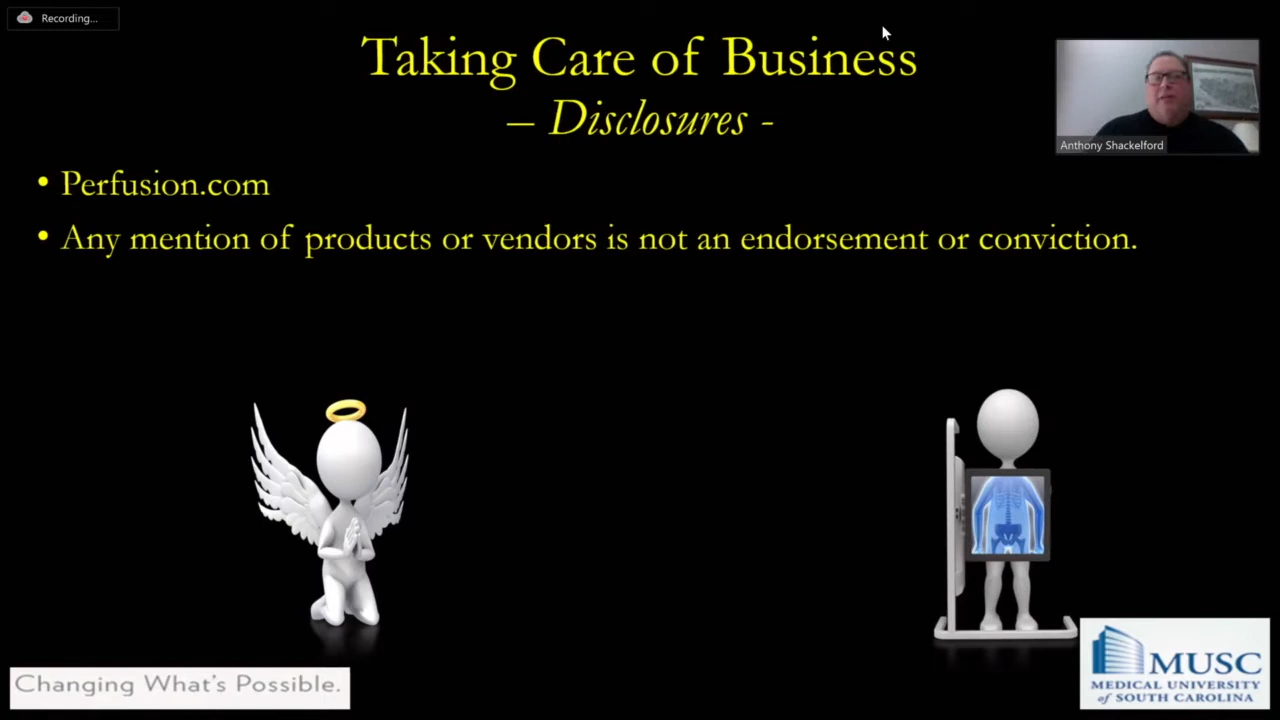 Recording...
Taking Care of Business
– Disclosures -
Anthony Shackelford
• Perfusion.com
• Any mention of products or vendors is not an endorsement or conviction.
Changing What's Possible.
MUSC
MEDICAL UNIVERSITY
of SOUTH CAROLINA